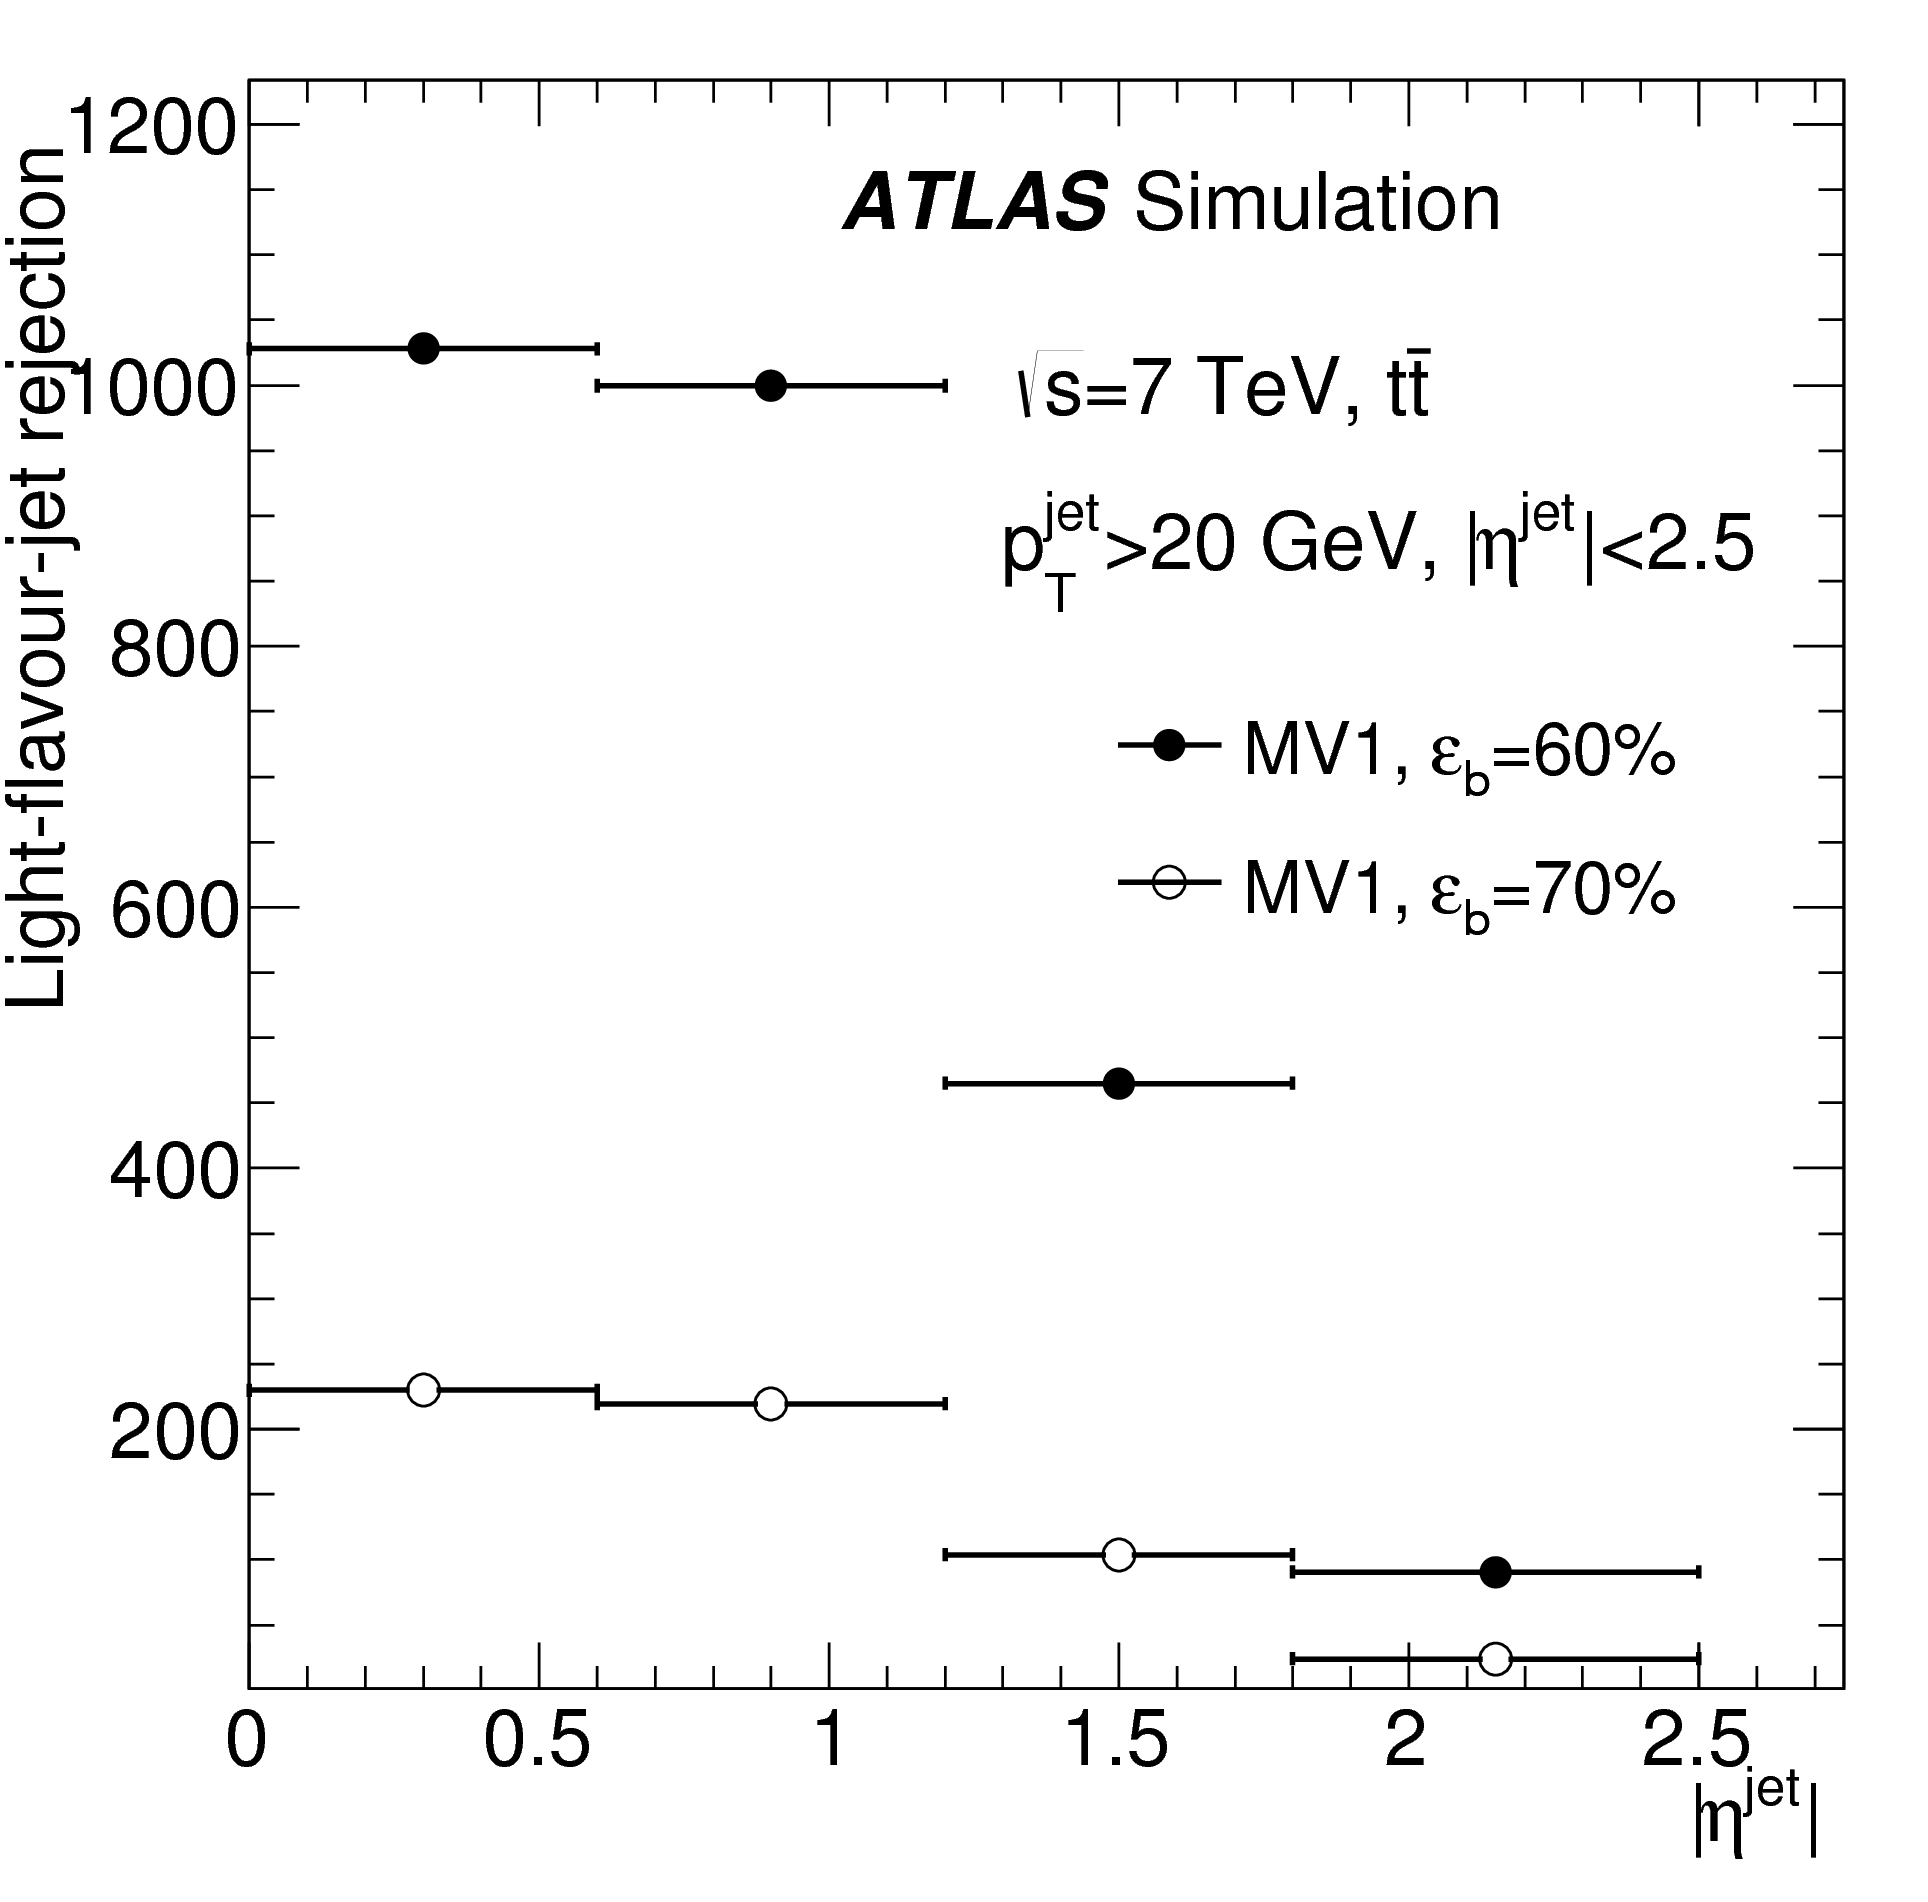 Light-flavour-jet rejection
1200
1000
800
600
400
200
ATLAS Simulation
√s=7 TeV, tt̄
p_T^jet>20 GeV, |η^jet|<2.5
MV1, ε_b=60%
MV1, ε_b=70%
0 0.5 1 1.5 2 2.5
|η^jet|